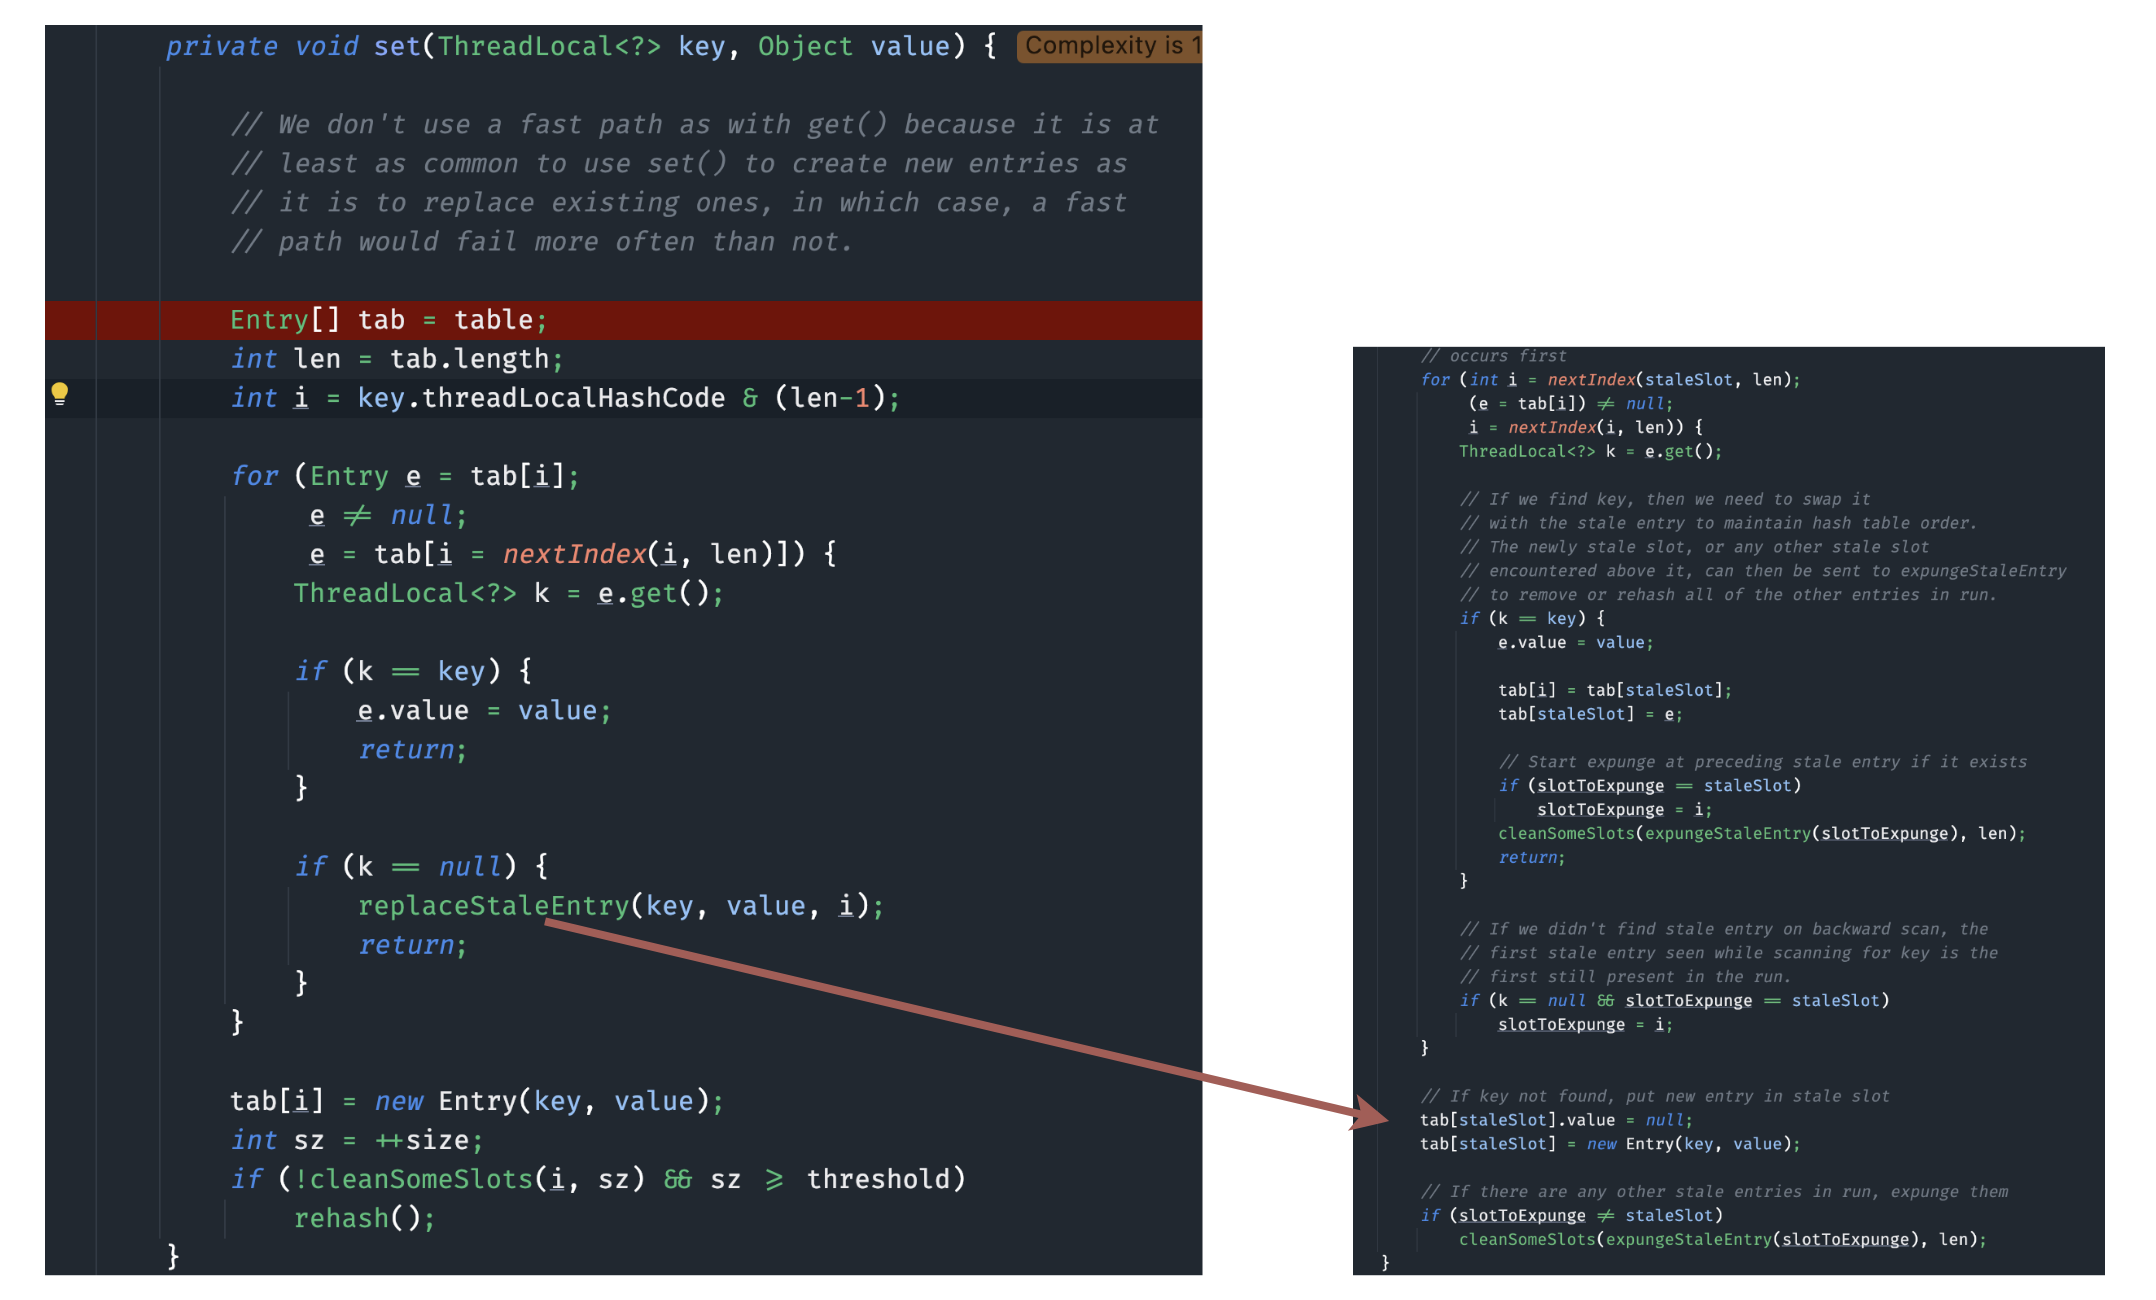 private void set(ThreadLocal<?> key, Object value) { Complexity is 1
// We don't use a fast path as with get() because it is at
// least as common to use set() to create new entries as
// it is to replace existing ones, in which case, a fast
// path would fail more often than not.
Entry[] tab = table;
int len = tab.length;
int i = key.threadLocalHashCode & (len-1);
for (Entry e = tab[i];
e ≠ null;
e = tab[i = nextIndex(i, len)]) {
ThreadLocal<?> k = e.get();
if (k == key) {
e.value = value;
return;
}
if (k == null) {
replaceStaleEntry(key, value, i);
return;
}
}
tab[i] = new Entry(key, value);
int sz = ++size;
if (!cleanSomeSlots(i, sz) && sz ⩾ threshold)
rehash();
}
// occurs first
for (int i = nextIndex(staleSlot, len);
(e = tab[i]) ≠ null;
i = nextIndex(i, len)) {
ThreadLocal<?> k = e.get();
// If we find key, then we need to swap it
// with the stale entry to maintain hash table order.
// The newly stale slot, or any other stale slot
// encountered above it, can then be sent to expungeStaleEntry
// to remove or rehash all of the other entries in run.
if (k == key) {
e.value = value;
tab[i] = tab[staleSlot];
tab[staleSlot] = e;
// Start expunge at preceding stale entry if it exists
if (slotToExpunge == staleSlot)
slotToExpunge = i;
cleanSomeSlots(expungeStaleEntry(slotToExpunge), len);
return;
}
// If we didn't find stale entry on backward scan, the
// first stale entry seen while scanning for key is the
// first still present in the run.
if (k == null && slotToExpunge == staleSlot)
slotToExpunge = i;
}
// If key not found, put new entry in stale slot
tab[staleSlot].value = null;
tab[staleSlot] = new Entry(key, value);
// If there are any other stale entries in run, expunge them
if (slotToExpunge ≠ staleSlot)
cleanSomeSlots(expungeStaleEntry(slotToExpunge), len);
}